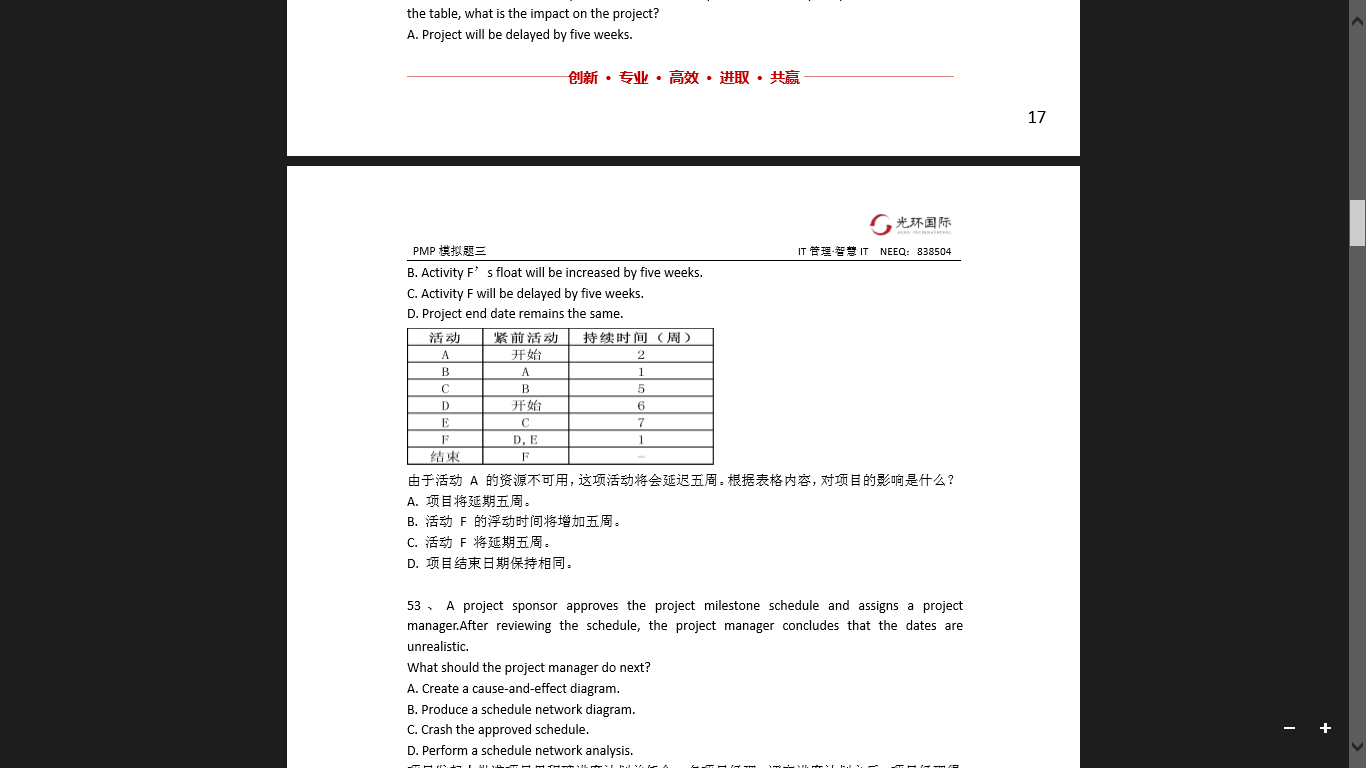 the table, what is the impact on the project?
A. Project will be delayed by five weeks.
创新 • 专业 • 高效 • 进取 • 共赢
17
光环国际
PMP 模拟题三 IT 管理·智慧 IT NEEQ: 838504
B. Activity F’s float will be increased by five weeks.
C. Activity F will be delayed by five weeks.
D. Project end date remains the same.
活动 紧前活动 持续时间（周）
A 开始 2
B A 1
C B 5
D 开始 6
E C 7
F D, E 1
结束 F –
由于活动 A 的资源不可用，这项活动将会延迟五周。根据表格内容，对项目的影响是什么？
A. 项目将延期五周。
B. 活动 F 的浮动时间将增加五周。
C. 活动 F 将延期五周。
D. 项目结束日期保持相同。
53、A project sponsor approves the project milestone schedule and assigns a project
manager.After reviewing the schedule, the project manager concludes that the dates are
unrealistic.
What should the project manager do next?
A. Create a cause-and-effect diagram.
B. Produce a schedule network diagram.
C. Crash the approved schedule.
D. Perform a schedule network analysis.